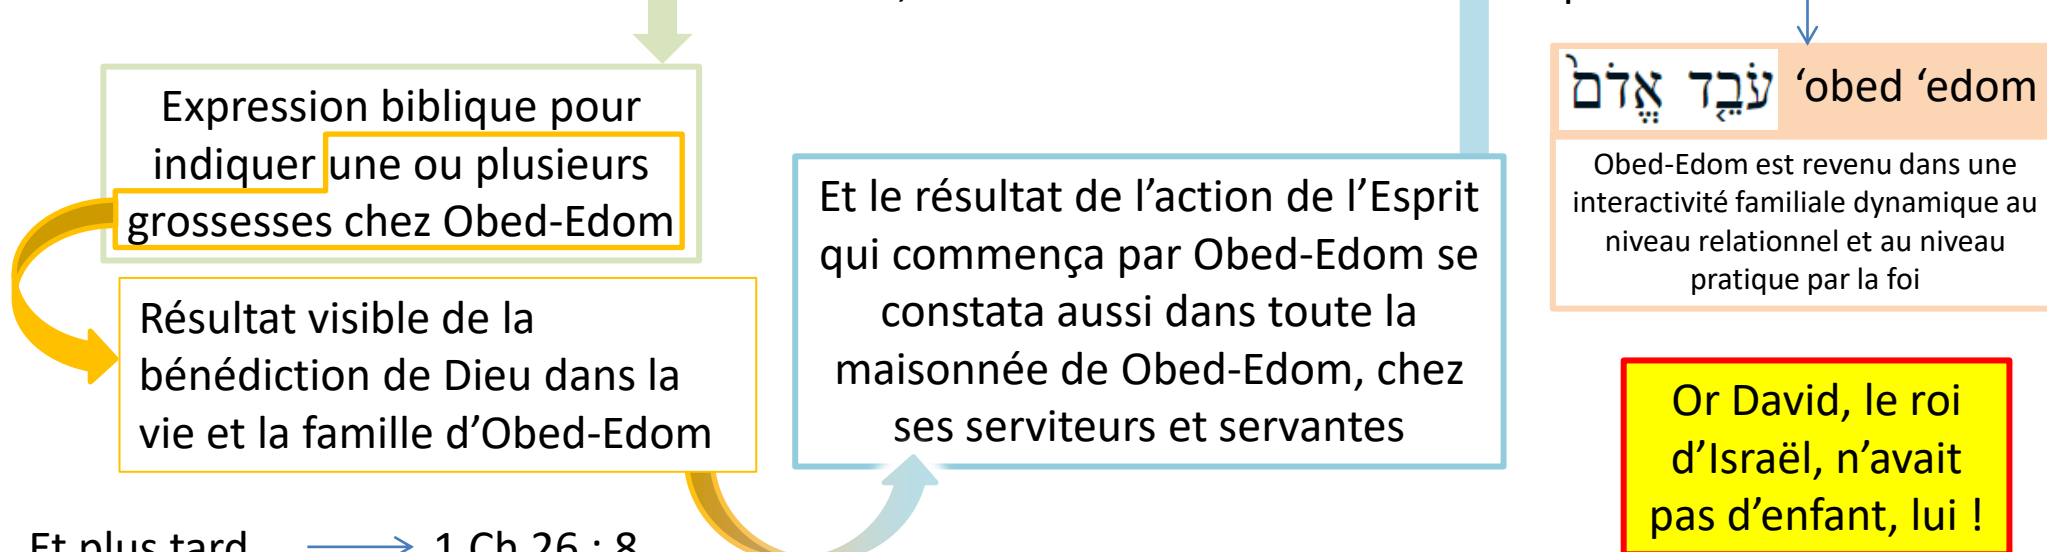 Expression biblique pour
indiquer une ou plusieurs
grossesses chez Obed-Edom
Résultat visible de la
bénédiction de Dieu dans la
vie et la famille d’Obed-Edom
Et le résultat de l’action de l’Esprit
qui commença par Obed-Edom se
constata aussi dans toute la
maisonnée de Obed-Edom, chez
ses serviteurs et servantes
עֹבֵ֤ד אֱדֹם֙ ‘obed ‘edom
Obed-Edom est revenu dans une
interactivité familiale dynamique au
niveau relationnel et au niveau
pratique par la foi
Or David, le roi
d’Israël, n’avait
pas d’enfant, lui !
Et plus tard 1 Ch 26 : 8